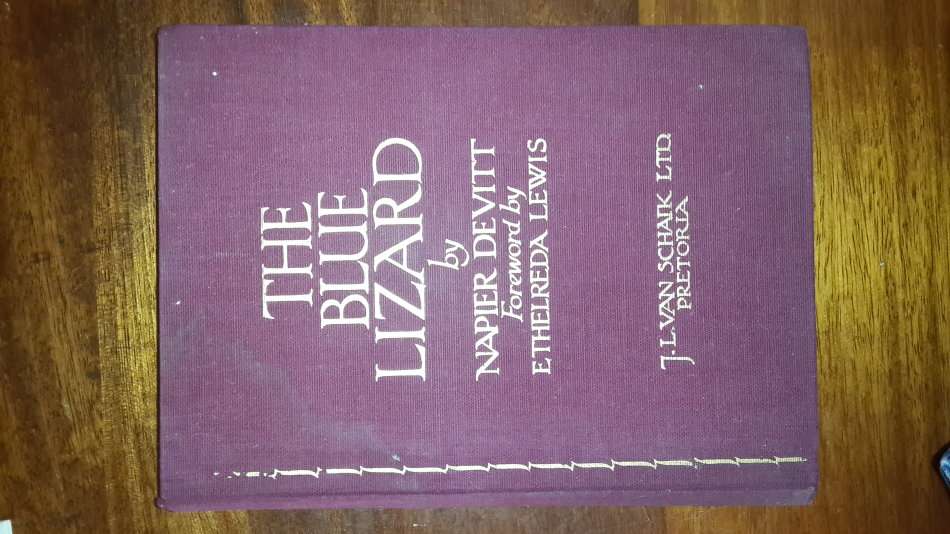 THE
BLUE
LIZARD
by
NAPIER DEVITT
Foreword by
ETHELREDA LEWIS
J. L. VAN SCHAIK LTD.
PRETORIA